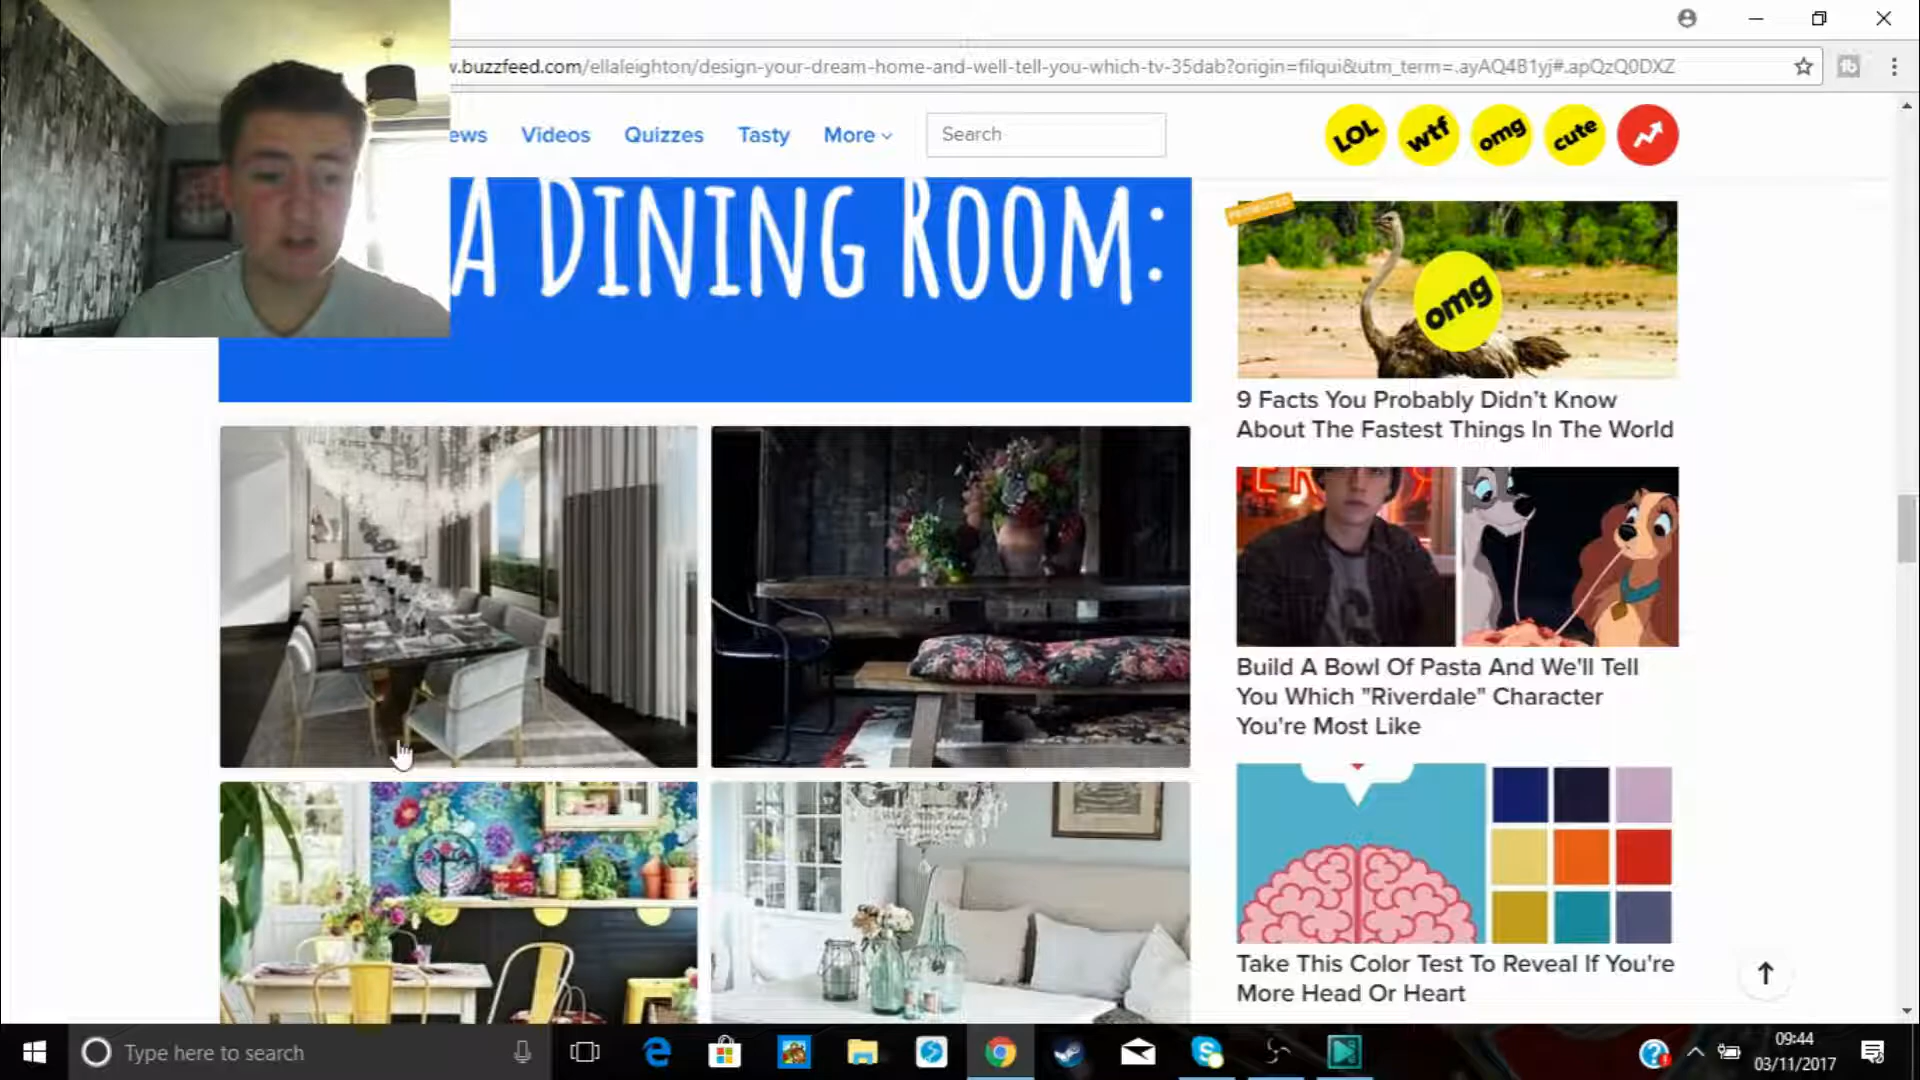 w.buzzfeed.com/ellaleighton/design-your-dream-home-and-well-tell-you-which-tv-35dab?origin=filqui&utm_term=.ayAQ4B1yj#.apQzQ0DXZ
ews Videos Quizzes Tasty More Search LOL wtf omg cute
A DINING ROOM:
PROMOTED
omg
9 Facts You Probably Didn't Know
About The Fastest Things In The World
Build A Bowl Of Pasta And We'll Tell
You Which "Riverdale" Character
You're Most Like
Take This Color Test To Reveal If You're
More Head Or Heart
Type here to search
09:44
03/11/2017